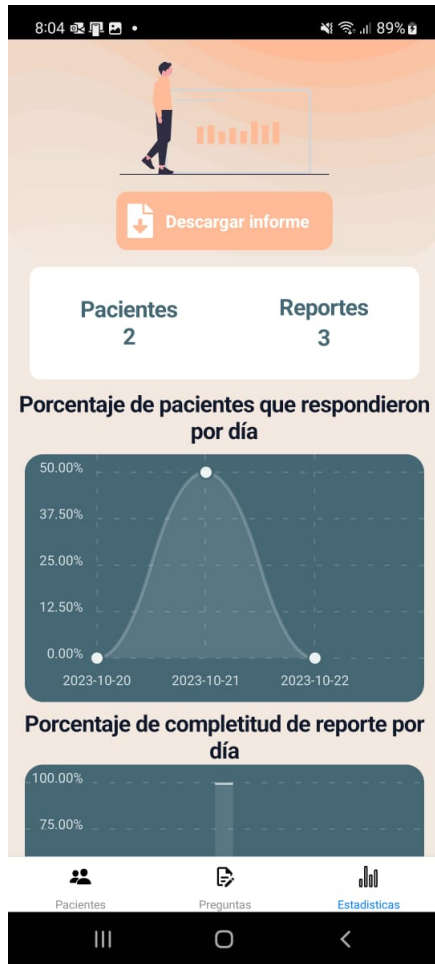 8:04
89%
Descargar informe
Pacientes
2
Reportes
3
Porcentaje de pacientes que respondieron
por día
50.00%
37.50%
25.00%
12.50%
0.00%
2023-10-20 2023-10-21 2023-10-22
Porcentaje de completitud de reporte por
día
100.00%
75.00%
Pacientes Preguntas Estadisticas